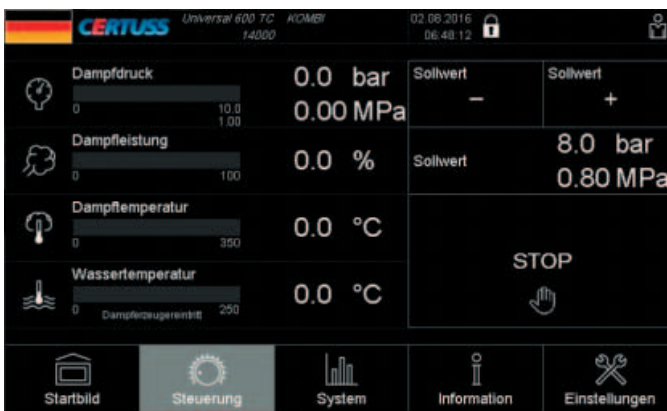 CERTUSS Universal 600 TC KOMBI 02.08.2016
14000 06:48:12
Dampfdruck 0.0 bar Sollwert Sollwert
0 10.0 0.00 MPa − +
1.00
Dampfleistung 0.0 % Sollwert 8.0 bar
0 100 0.80 MPa
Dampftemperatur 0.0 °C
0 350
STOP
Wassertemperatur 0.0 °C
0 Dampferzeugereintritt 250
Startbild Steuerung System Information Einstellungen